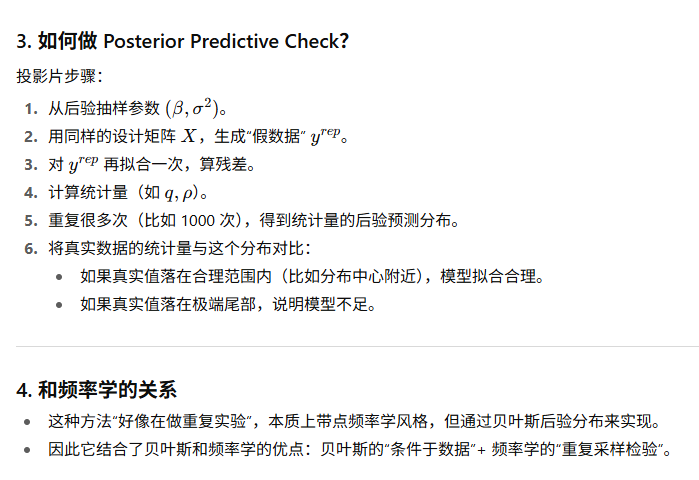 3. 如何做 Posterior Predictive Check？
投影片步骤：
1. 从后验抽样参数 (β, σ²)。
2. 用同样的设计矩阵 X，生成“假数据” y^{rep}。
3. 对 y^{rep} 再拟合一次，算残差。
4. 计算统计量（如 q, ρ）。
5. 重复很多次（比如 1000 次），得到统计量的后验预测分布。
6. 将真实数据的统计量与这个分布对比：
• 如果真实值落在合理范围内（比如分布中心附近），模型拟合合理。
• 如果真实值落在极端尾部，说明模型不足。
4. 和频率学的关系
• 这种方法“好像在做重复实验”，本质上带点频率学风格，但通过贝叶斯后验分布来实现。
• 因此它结合了贝叶斯和频率学的优点：贝叶斯的“条件于数据”+ 频率学的“重复采样检验”。